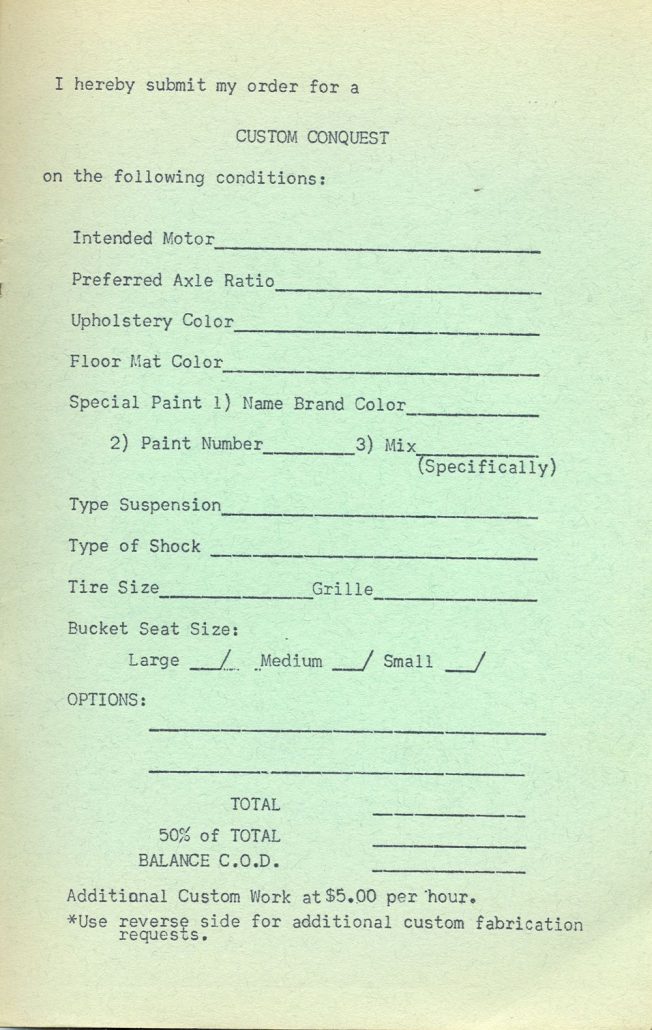 I hereby submit my order for a
CUSTOM CONQUEST
on the following conditions:
Intended Motor
Preferred Axle Ratio
Upholstery Color
Floor Mat Color
Special Paint 1) Name Brand Color
2) Paint Number 3) Mix
(Specifically)
Type Suspension
Type of Shock
Tire Size Grille
Bucket Seat Size:
Large / Medium / Small /
OPTIONS:
TOTAL
50% of TOTAL
BALANCE C.O.D.
Additional Custom Work at $5.00 per hour.
*Use reverse side for additional custom fabrication
requests.